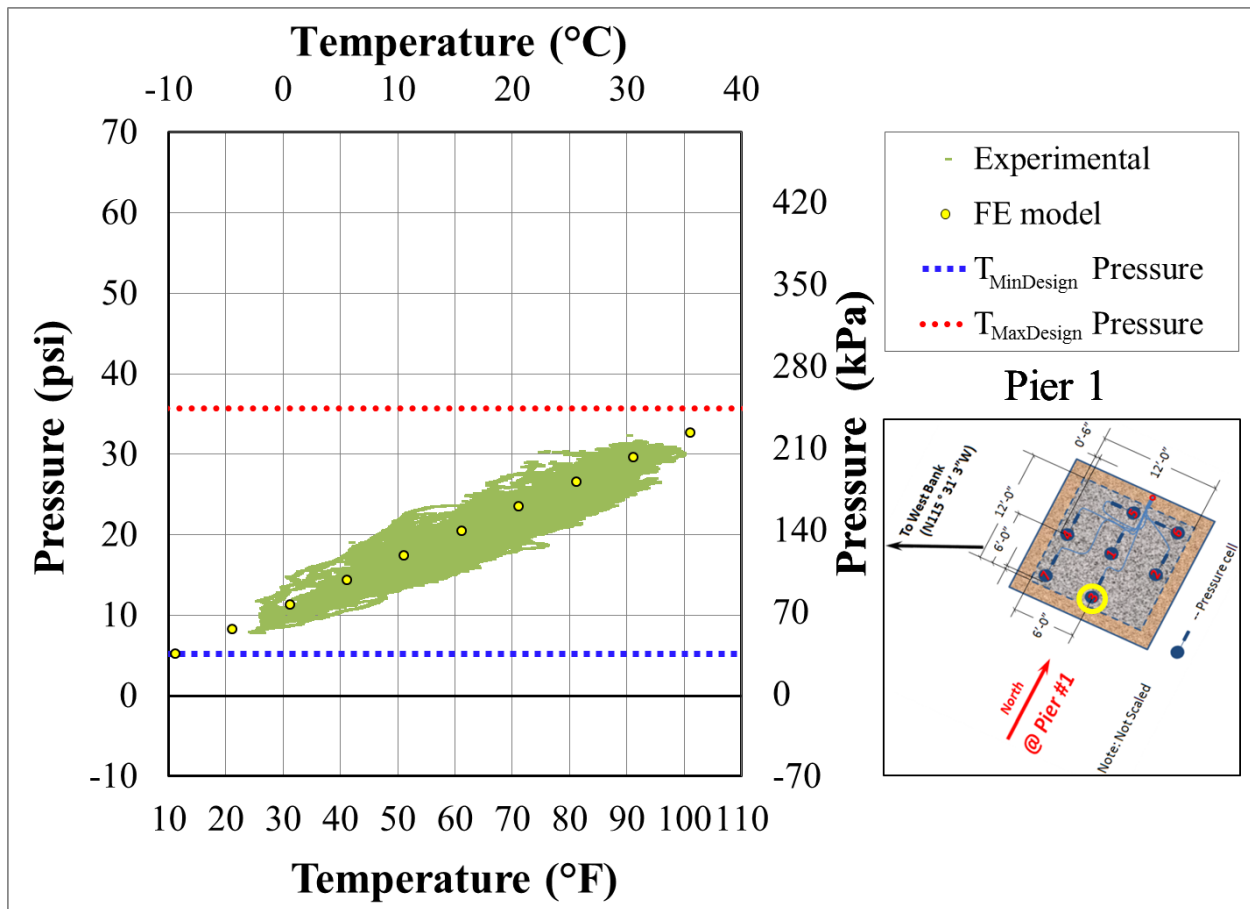 Temperature (°C)
-10 0 10 20 30 40
70
60
50
40
30
20
10
0
-10
Pressure (psi)
10 20 30 40 50 60 70 80 90 100 110
Temperature (°F)
420
350
280
210
140
70
0
-70
Pressure (kPa)
Experimental
FE model
TMinDesign Pressure
TMaxDesign Pressure
Pier 1
To West Bank
(N115° 31' 3"W)
0'-6"
12'-0"
12'-0"
6'-0"
6'-0"
-- Pressure cell
North
@ Pier #1
Note: Not Scaled